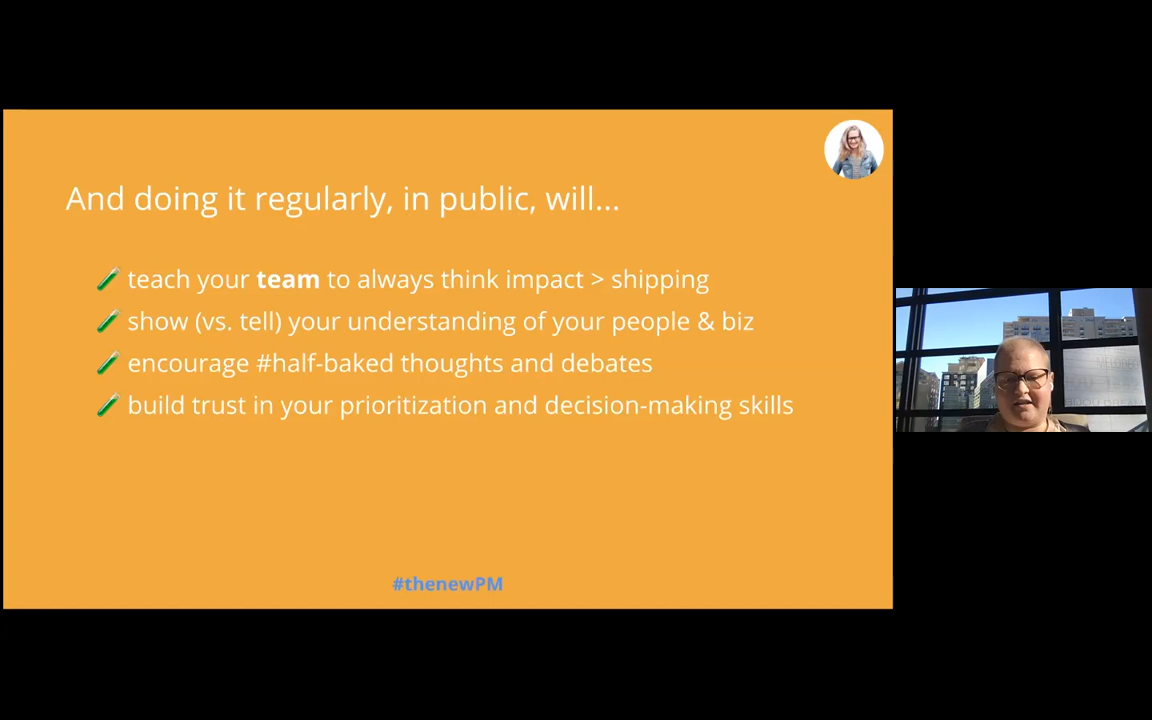 And doing it regularly, in public, will...
teach your team to always think impact > shipping
show (vs. tell) your understanding of your people & biz
encourage #half-baked thoughts and debates
build trust in your prioritization and decision-making skills
#thenewPM